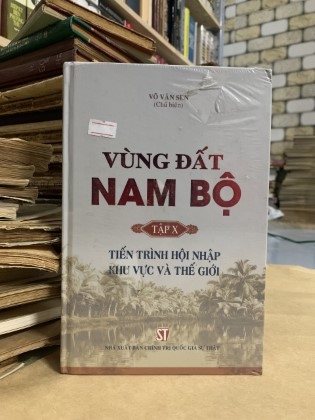 VÕ VĂN SEN
(Chủ biên)
VÙNG ĐẤT
NAM BỘ
TẬP X
TIẾN TRÌNH HỘI NHẬP
KHU VỰC VÀ THẾ GIỚI
ST
NHÀ XUẤT BẢN CHÍNH TRỊ QUỐC GIA SỰ THẬT